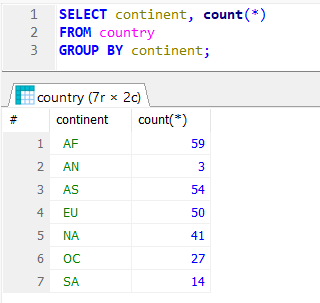 1 SELECT continent, count(*)
2 FROM country
3 GROUP BY continent;
country (7r × 2c)
# continent count(*)
1 AF 59
2 AN 3
3 AS 54
4 EU 50
5 NA 41
6 OC 27
7 SA 14